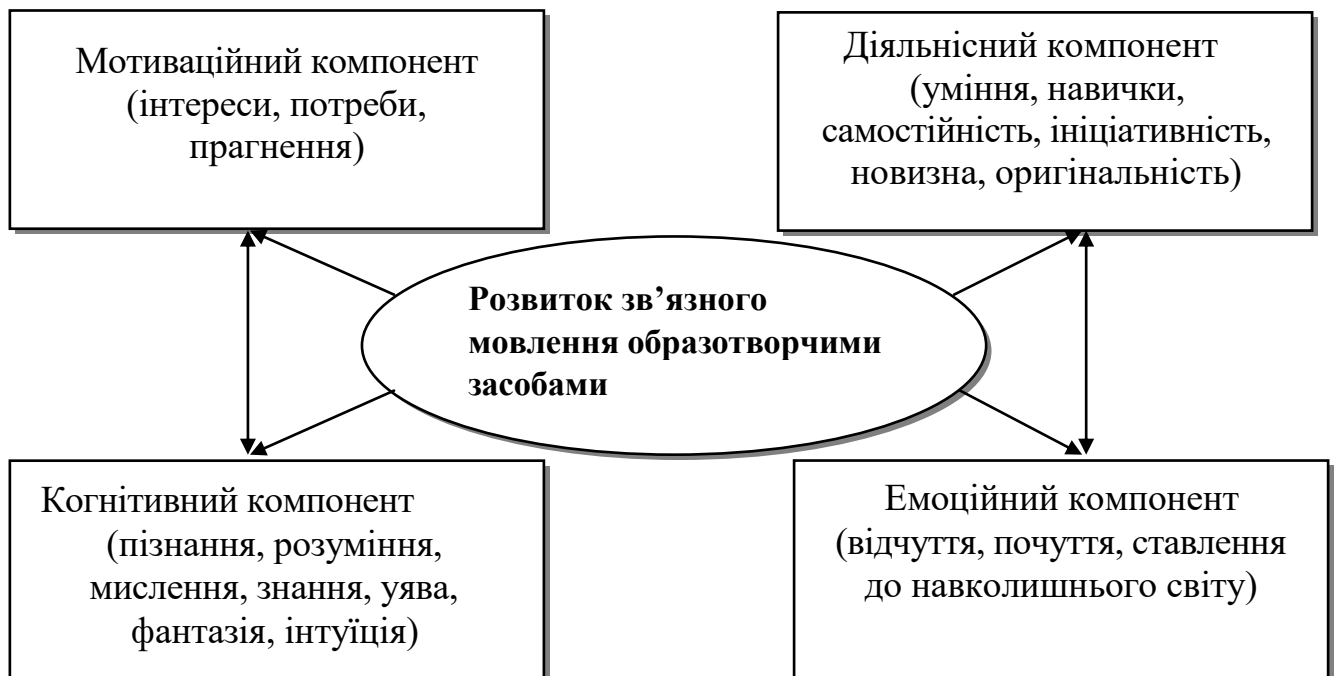 Мотиваційний компонент
(інтереси, потреби,
прагнення)
Діяльнісний компонент
(уміння, навички,
самостійність, ініціативність,
новизна, оригінальність)
Розвиток зв’язного
мовлення образотворчими
засобами
Когнітивний компонент
(пізнання, розуміння,
мислення, знання, уява,
фантазія, інтуїція)
Емоційний компонент
(відчуття, почуття, ставлення
до навколишнього світу)